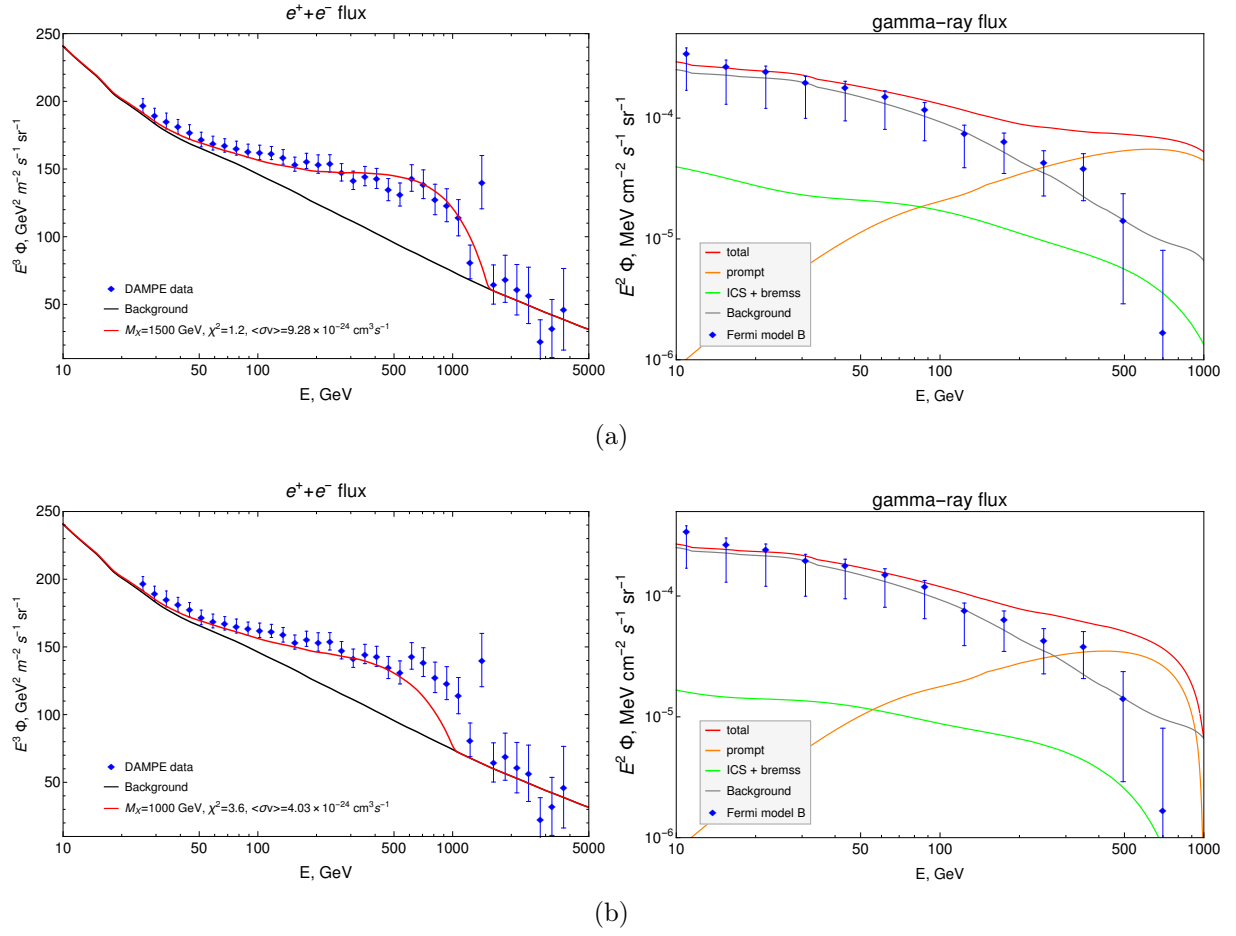 e⁺+e⁻ flux
250
200
150
100
50
10 50 100 500 1000 5000
E³ Φ, GeV² m⁻² s⁻¹ sr⁻¹
E, GeV
DAMPE data
Background
M_X=1500 GeV, χ²=1.2, <σv>=9.28×10⁻²⁴ cm³s⁻¹
gamma-ray flux
10⁻⁴
10⁻⁵
10⁻⁶
10 50 100 500 1000
E² Φ, MeV cm⁻² s⁻¹ sr⁻¹
E, GeV
total
prompt
ICS + bremss
Background
Fermi model B
(a)
e⁺+e⁻ flux
250
200
150
100
50
10 50 100 500 1000 5000
E³ Φ, GeV² m⁻² s⁻¹ sr⁻¹
E, GeV
DAMPE data
Background
M_X=1000 GeV, χ²=3.6, <σv>=4.03×10⁻²⁴ cm³s⁻¹
gamma-ray flux
10⁻⁴
10⁻⁵
10⁻⁶
10 50 100 500 1000
E² Φ, MeV cm⁻² s⁻¹ sr⁻¹
E, GeV
total
prompt
ICS + bremss
Background
Fermi model B
(b)